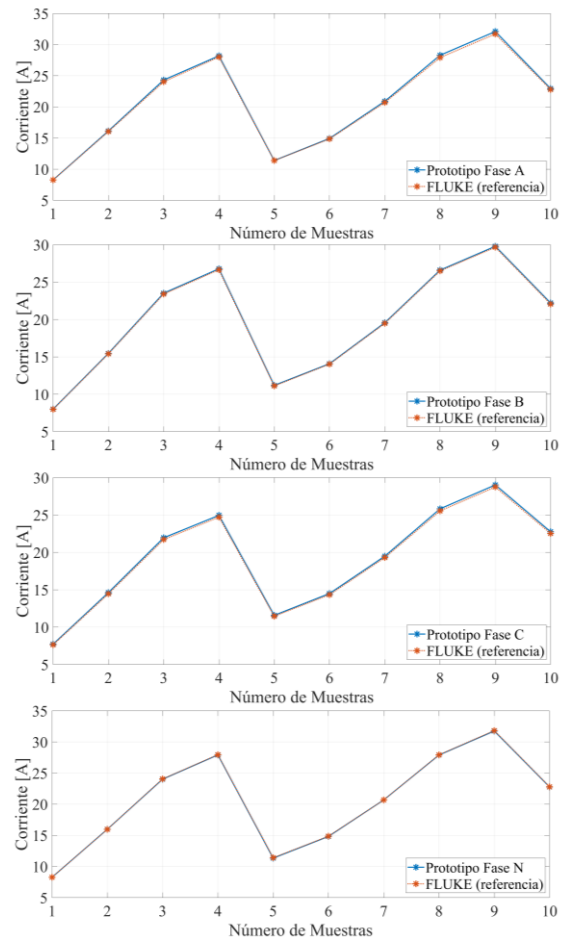 35
30
25
20
15
10
5
Corriente [A]
Prototipo Fase A
FLUKE (referencia)
1 2 3 4 5 6 7 8 9 10
Número de Muestras
30
25
20
15
10
5
Corriente [A]
Prototipo Fase B
FLUKE (referencia)
1 2 3 4 5 6 7 8 9 10
Número de Muestras
30
25
20
15
10
5
Corriente [A]
Prototipo Fase C
FLUKE (referencia)
1 2 3 4 5 6 7 8 9 10
Número de Muestras
35
30
25
20
15
10
5
Corriente [A]
Prototipo Fase N
FLUKE (referencia)
1 2 3 4 5 6 7 8 9 10
Número de Muestras